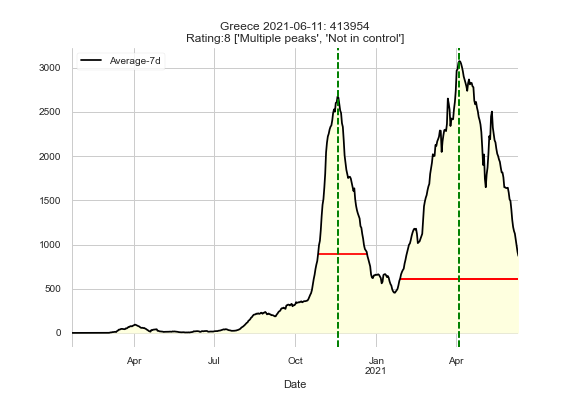 Greece 2021-06-11: 413954
Rating:8 ['Multiple peaks', 'Not in control']
Average-7d
3000
2500
2000
1500
1000
500
0
Apr
Jul
Oct
Jan
2021
Apr
Date